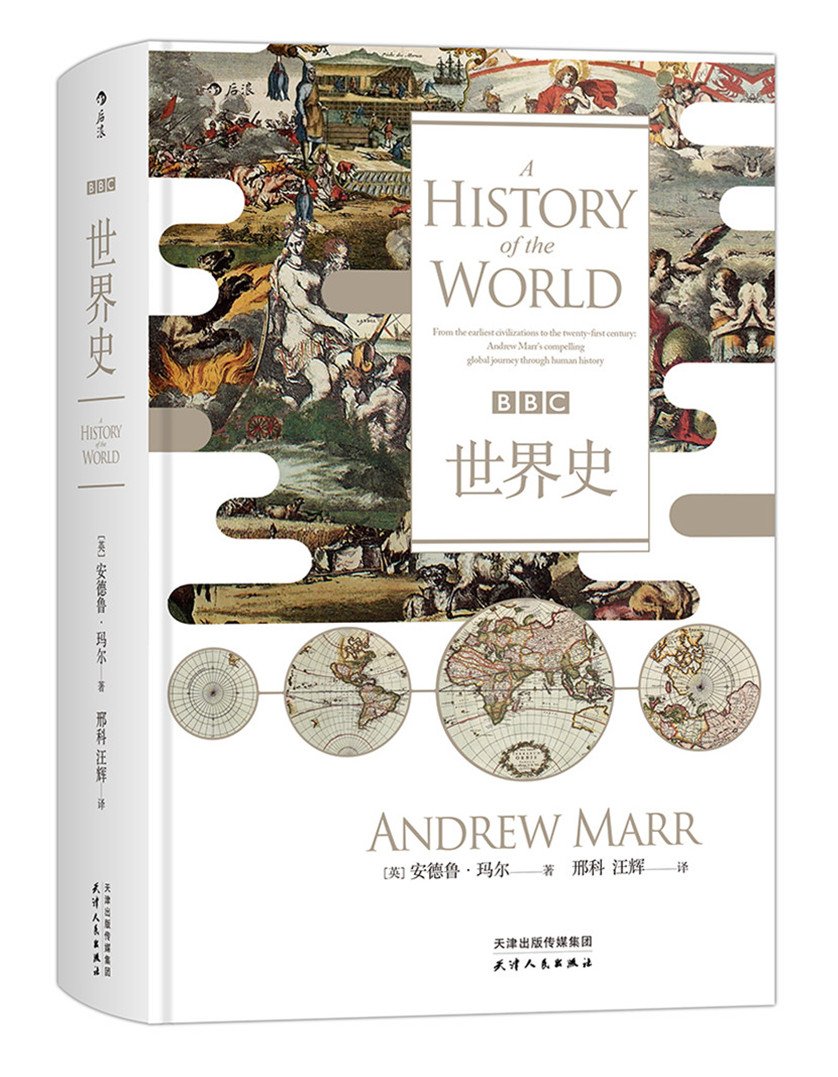 后浪
BBC
世界史
A
HISTORY
of the
WORLD
[英]安德鲁·玛尔——著
邢科 汪辉——译
天津出版传媒集团
天津人民出版社
后浪
A
HISTORY
of the
WORLD
From the earliest civilizations to the twenty-first century:
Andrew Marr's compelling
global journey through human history
BBC
世界史
ANDREW MARR
[英]安德鲁·玛尔——著 邢科 汪辉——译
天津出版传媒集团
天津人民出版社